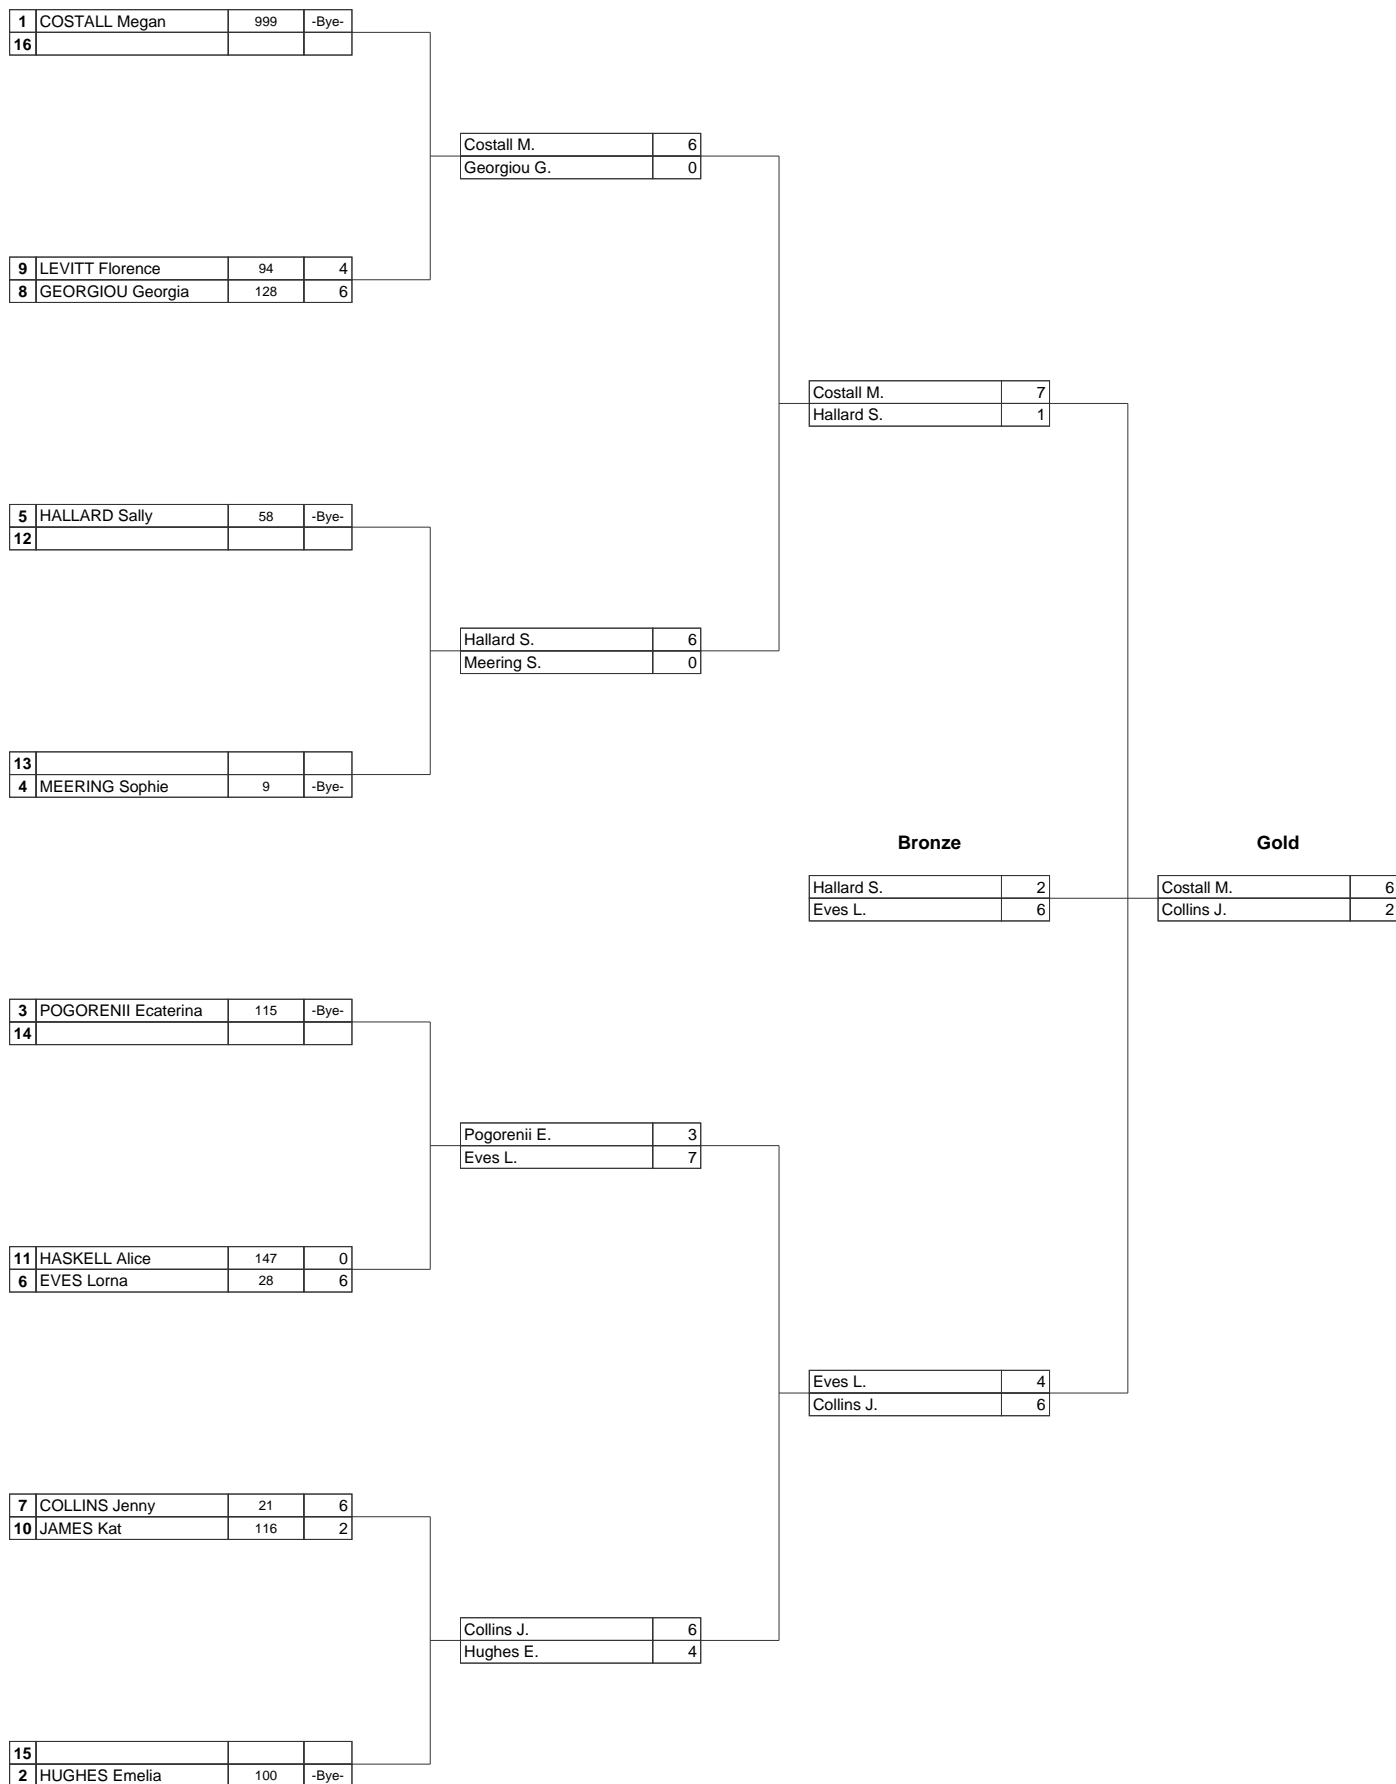 1 COSTALL Megan 999 -Bye-
16
Costall M. 6
Georgiou G. 0
9 LEVITT Florence 94 4
8 GEORGIOU Georgia 128 6
Costall M. 7
Hallard S. 1
5 HALLARD Sally 58 -Bye-
12
Hallard S. 6
Meering S. 0
13
4 MEERING Sophie 9 -Bye-
Bronze Gold
Hallard S. 2 Costall M. 6
Eves L. 6 Collins J. 2
3 POGORENII Ecaterina 115 -Bye-
14
Pogorenii E. 3
Eves L. 7
11 HASKELL Alice 147 0
6 EVES Lorna 28 6
Eves L. 4
Collins J. 6
7 COLLINS Jenny 21 6
10 JAMES Kat 116 2
Collins J. 6
Hughes E. 4
15
2 HUGHES Emelia 100 -Bye-